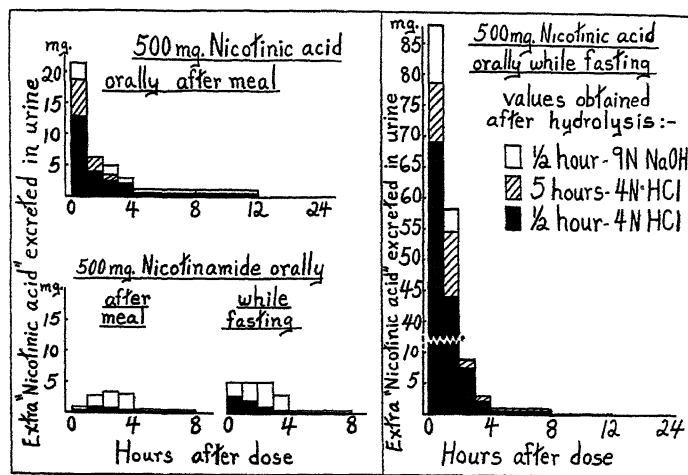 mg.
500 mg. Nicotinic acid
orally after meal
20
15
10
5
0 4 8 12 24
500 mg. Nicotinamide orally
mg.
after
meal
while
fasting
15
10
5
0 4 8 0 4 8
Hours after dose
Extra "Nicotinic acid" excreted in urine
mg.
500 mg. Nicotinic acid
orally while fasting
values obtained
after hydrolysis:-
1/2 hour - 9N NaOH
5 hours - 4N·HCl
1/2 hour - 4N HCl
85
80
75
70
65
60
55
50
45
40
10
5
0 4 8 12 24
Hours after dose
Extra "Nicotinic acid" excreted in urine